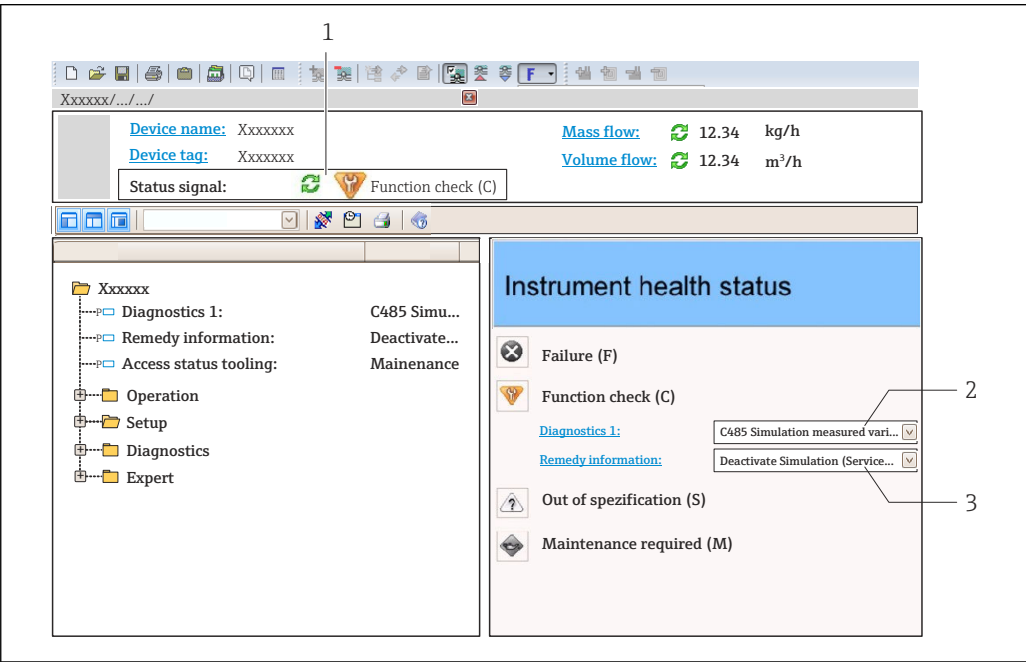 1
F
Xxxxxx/.../.../
Device name: Xxxxxxx
Mass flow: 12.34 kg/h
Device tag: Xxxxxxx
Volume flow: 12.34 m³/h
Status signal: Function check (C)
Instrument health status
Xxxxxx
Diagnostics 1: C485 Simu...
Remedy information: Deactivate...
Access status tooling: Mainenance
Operation
Setup
Diagnostics
Expert
Failure (F)
Function check (C)
2
Diagnostics 1: C485 Simulation measured vari...
Remedy information: Deactivate Simulation (Service...
Out of spezification (S)
3
Maintenance required (M)